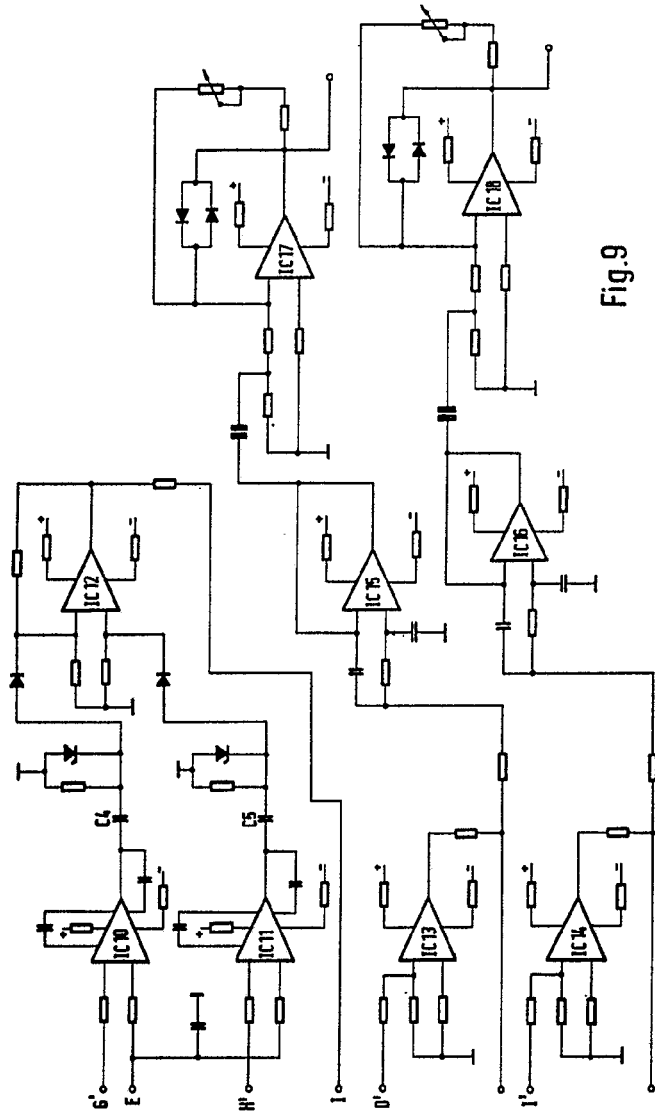 G'
E
H'
I
D'
I'
C4
C5
+
-
IC10
+
-
IC11
+
-
IC12
+
-
IC13
+
-
IC14
+
-
IC15
+
-
IC16
+
=
IC17
+
=
IC18
Fig.9